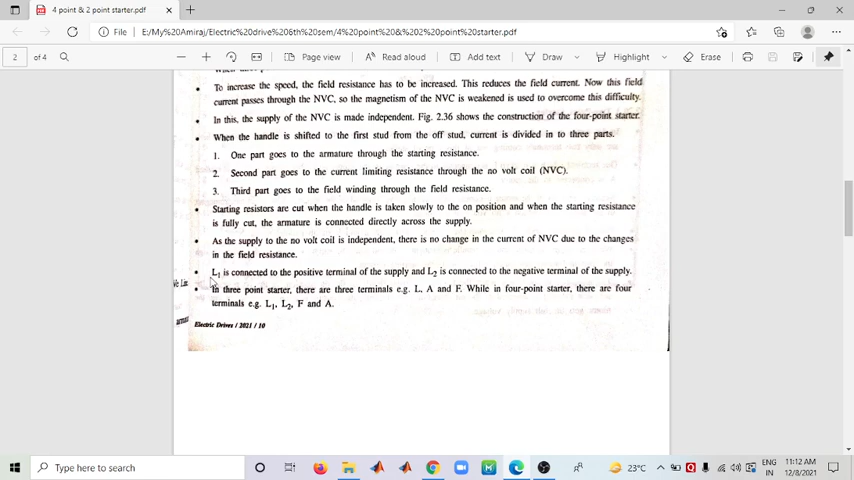 4 point & 2 point starter.pdf
File
E:/My%20Amiraj/Electric%20drive%206th%20sem/4%20point%20&%202%20point%20starter.pdf
2 of 4
Page view
Read aloud
Add text
Draw
Highlight
Erase
• To increase the speed, the field resistance has to be increased. This reduces the field current. Now this field
current passes through the NVC, so the magnetism of the NVC is weakened is used to overcome this difficulty.
• In this, the supply of the NVC is made independent. Fig. 2.36 shows the construction of the four-point starter.
• When the handle is shifted to the first stud from the off stud, current is divided in to three parts.
1. One part goes to the armature through the starting resistance.
2. Second part goes to the current limiting resistance through the no volt coil (NVC).
3. Third part goes to the field winding through the field resistance.
• Starting resistors are cut when the handle is taken slowly to the on position and when the starting resistance
is fully cut, the armature is connected directly across the supply.
• As the supply to the no volt coil is independent, there is no change in the current of NVC due to the changes
in the field resistance.
• L1 is connected to the positive terminal of the supply and L2 is connected to the negative terminal of the supply.
• In three point starter, there are three terminals e.g. L, A and F. While in four-point starter, there are four
terminals e.g. L1, L2, F and A.
Electric Drives / 2021 / 10
Type here to search
23°C
ENG
IN
11:12 AM
12/8/2021